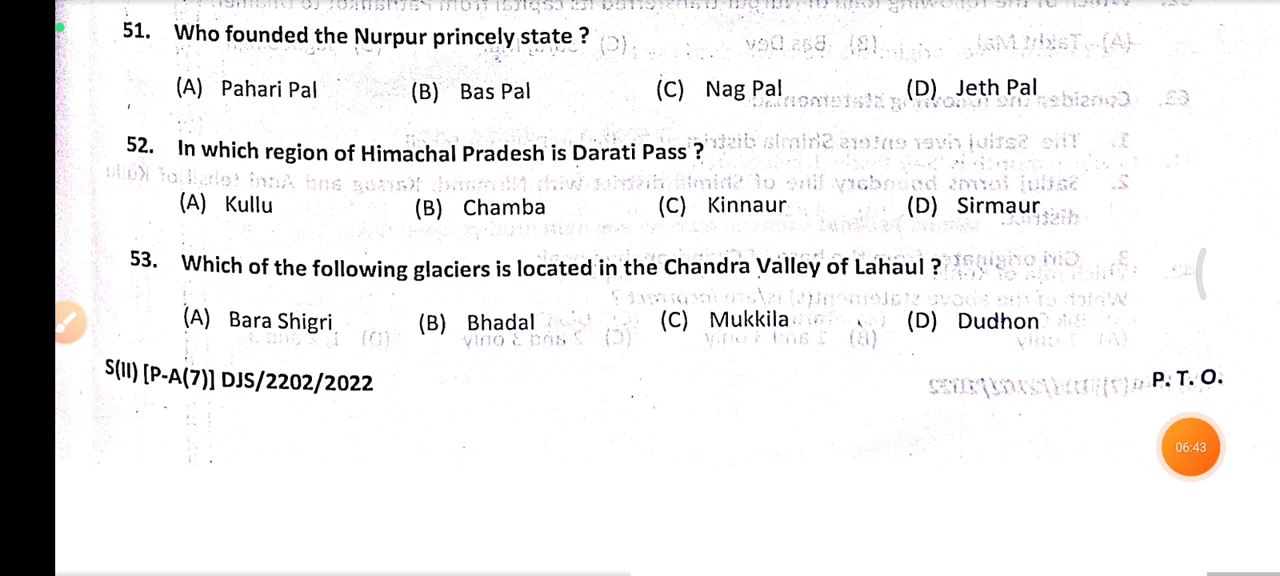 51. Who founded the Nurpur princely state ?
(A) Pahari Pal (B) Bas Pal (C) Nag Pal (D) Jeth Pal
52. In which region of Himachal Pradesh is Darati Pass ?
(A) Kullu (B) Chamba (C) Kinnaur (D) Sirmaur
53. Which of the following glaciers is located in the Chandra Valley of Lahaul ?
(A) Bara Shigri (B) Bhadal (C) Mukkila (D) Dudhon
S(II) [P-A(7)] DJS/2202/2022 P. T. O.
06:43